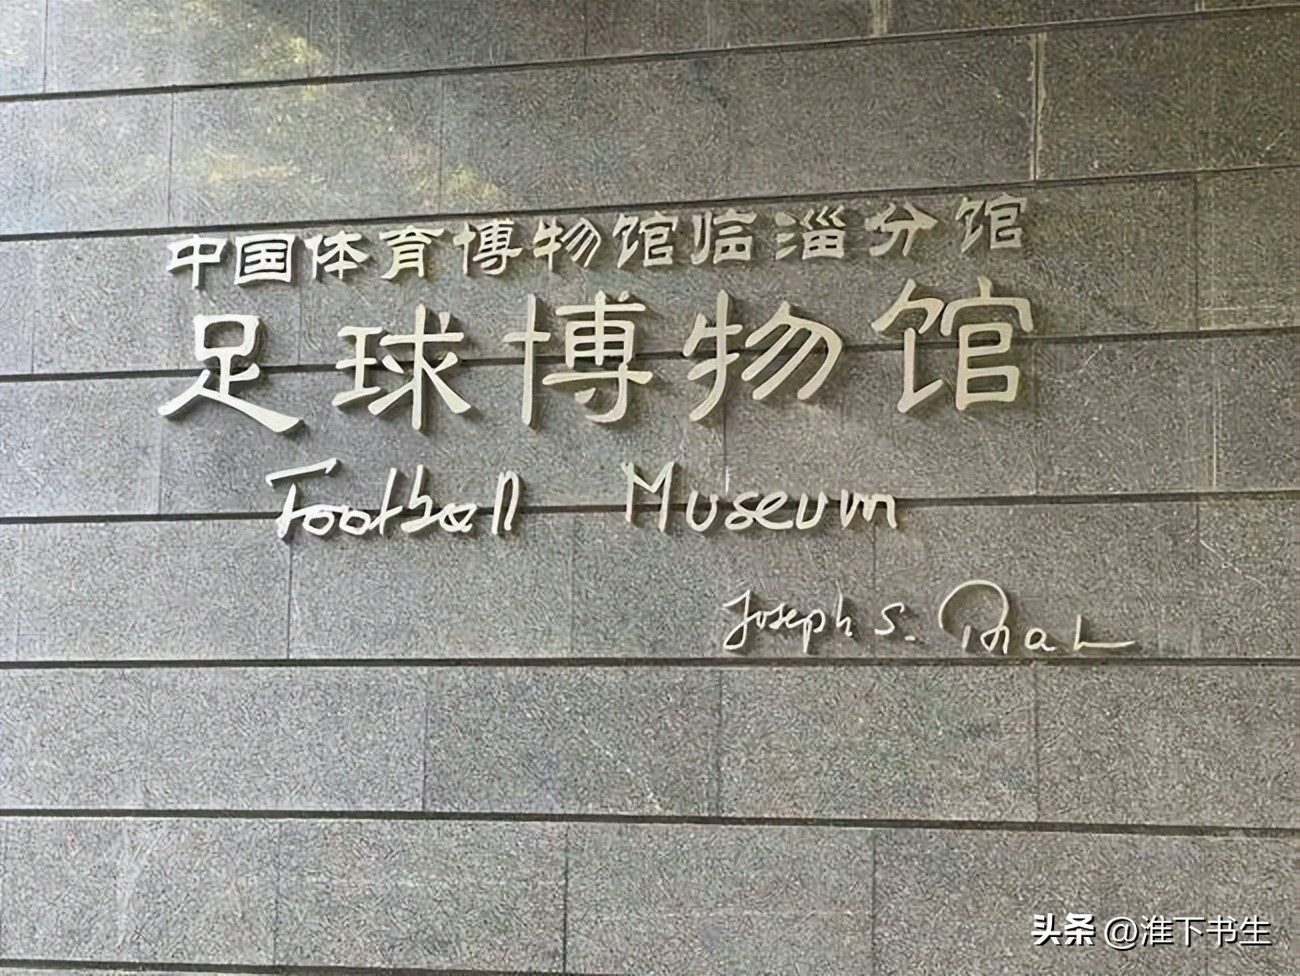 中国体育博物馆临淄分馆
足球博物馆
Football Museum
Joseph S.
头条 @淮下书生